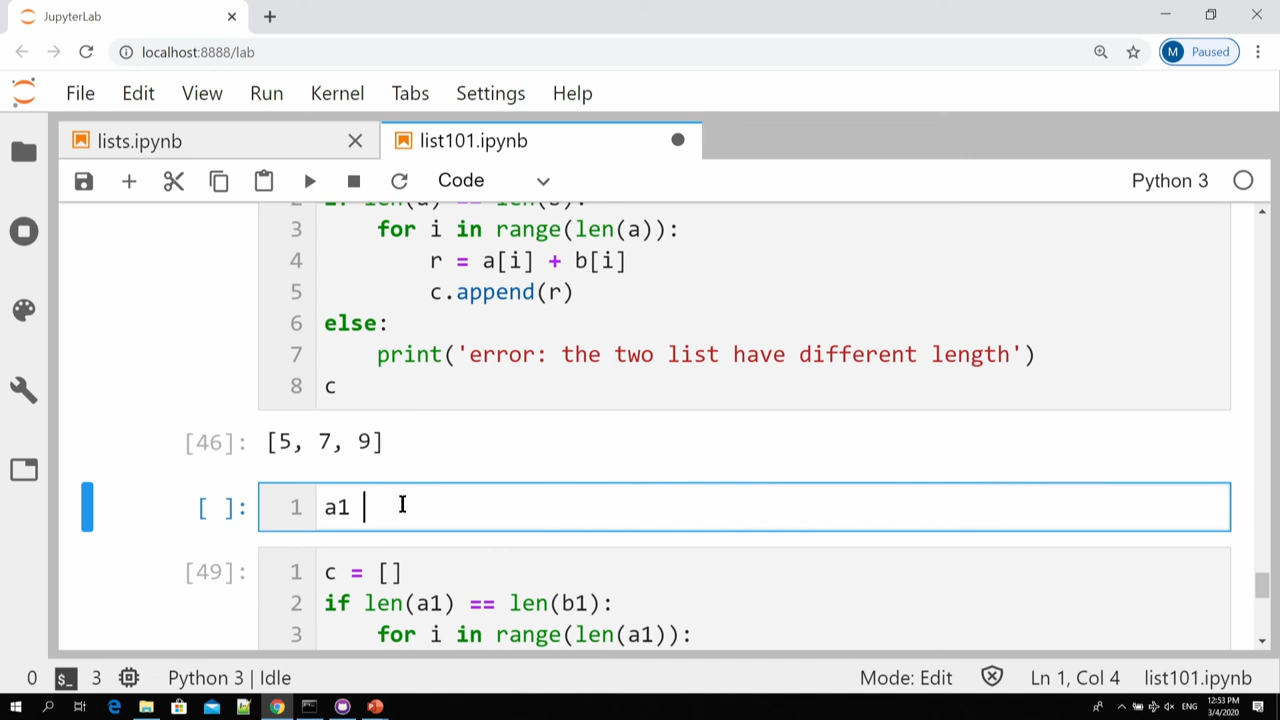 JupyterLab
localhost:8888/lab
M Paused
File Edit View Run Kernel Tabs Settings Help
lists.ipynb
list101.ipynb
Code
Python 3
3 for i in range(len(a)):
4 r = a[i] + b[i]
5 c.append(r)
6 else:
7 print('error: the two list have different length')
8 c
[46]: [5, 7, 9]
[ ]: 1 a1
[49]: 1 c = []
2 if len(a1) == len(b1):
3 for i in range(len(a1)):
0 $_ 3 Python 3 | Idle Mode: Edit Ln 1, Col 4 list101.ipynb
ENG 12:53 PM
3/4/2020